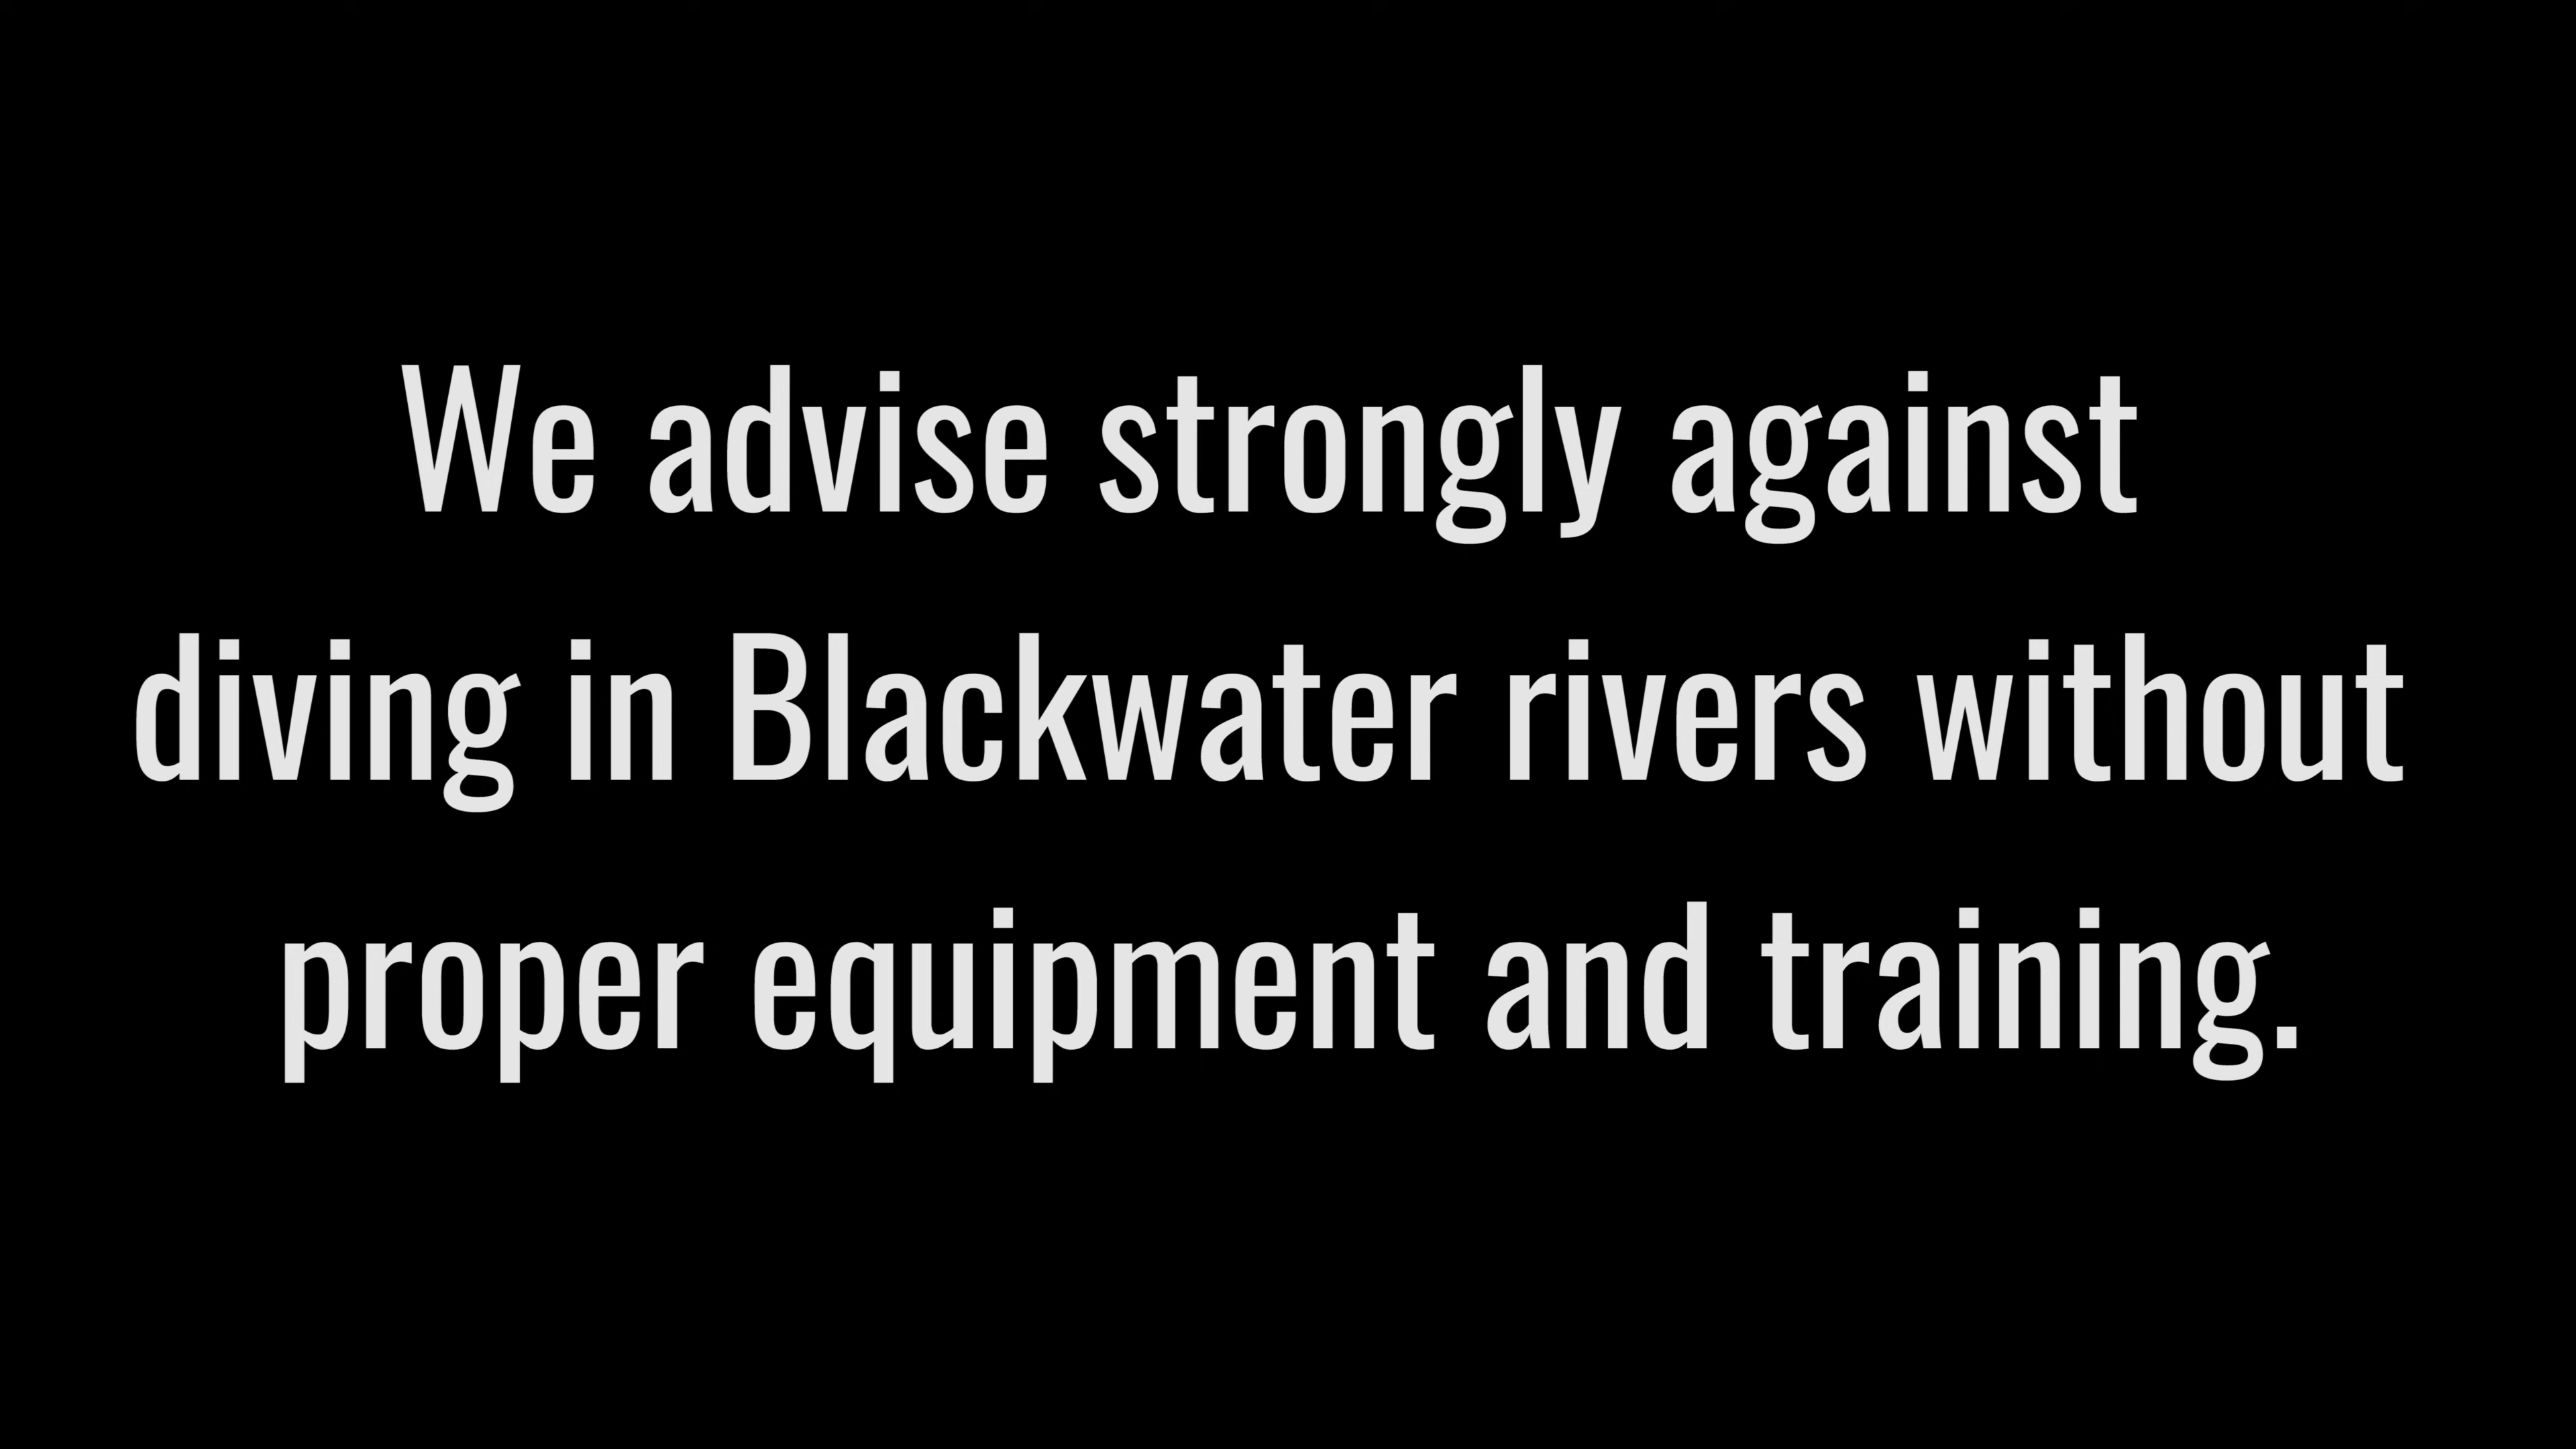 We advise strongly against
diving in Blackwater rivers without
proper equipment and training.